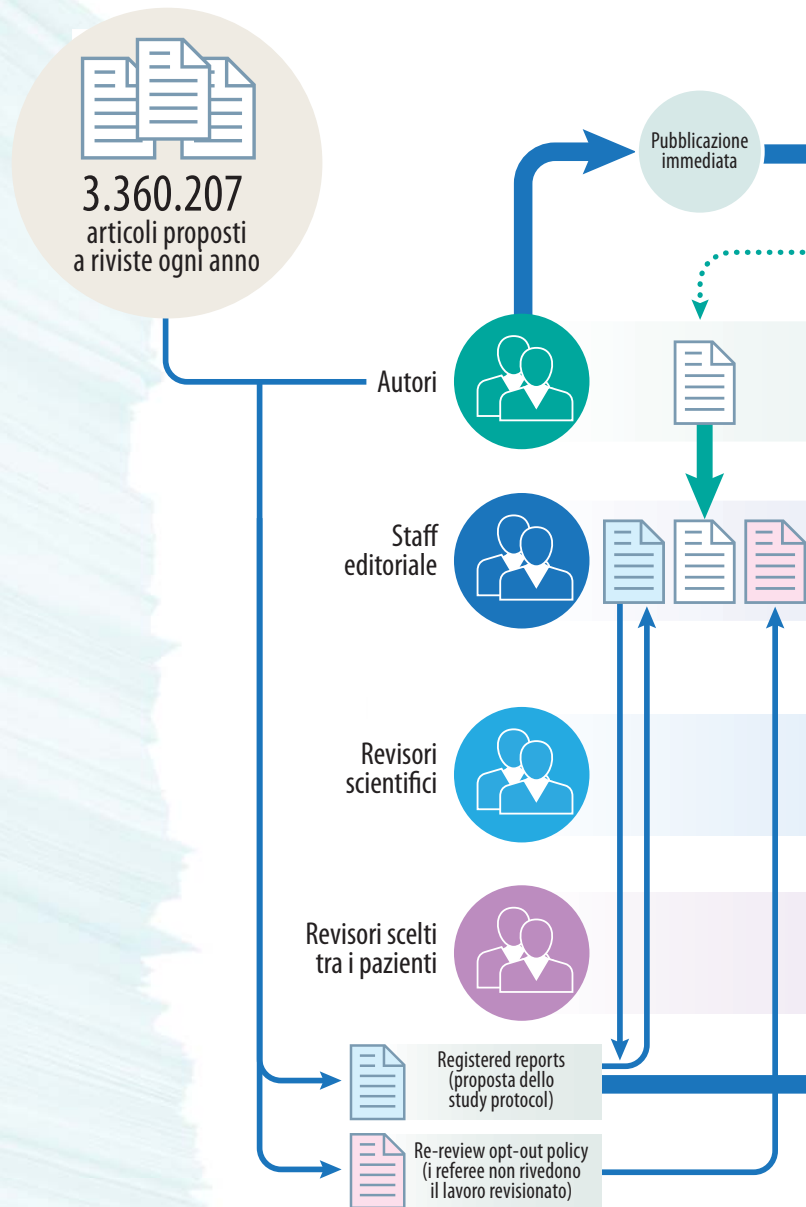 3.360.207
articoli proposti
a riviste ogni anno
Pubblicazione
immediata
Autori
Staff
editoriale
Revisori
scientifici
Revisori scelti
tra i pazienti
Registered reports
(proposta dello
study protocol)
Re-review opt-out policy
(i referee non rivedono
il lavoro revisionato)